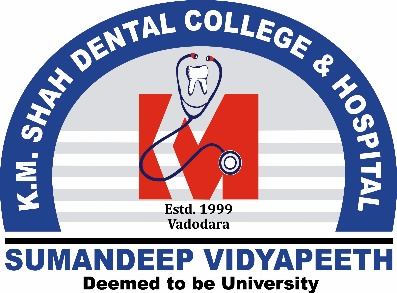 K.M. SHAH DENTAL COLLEGE & HOSPITAL
Estd. 1999
Vadodara
SUMANDEEP VIDYAPEETH
Deemed to be University